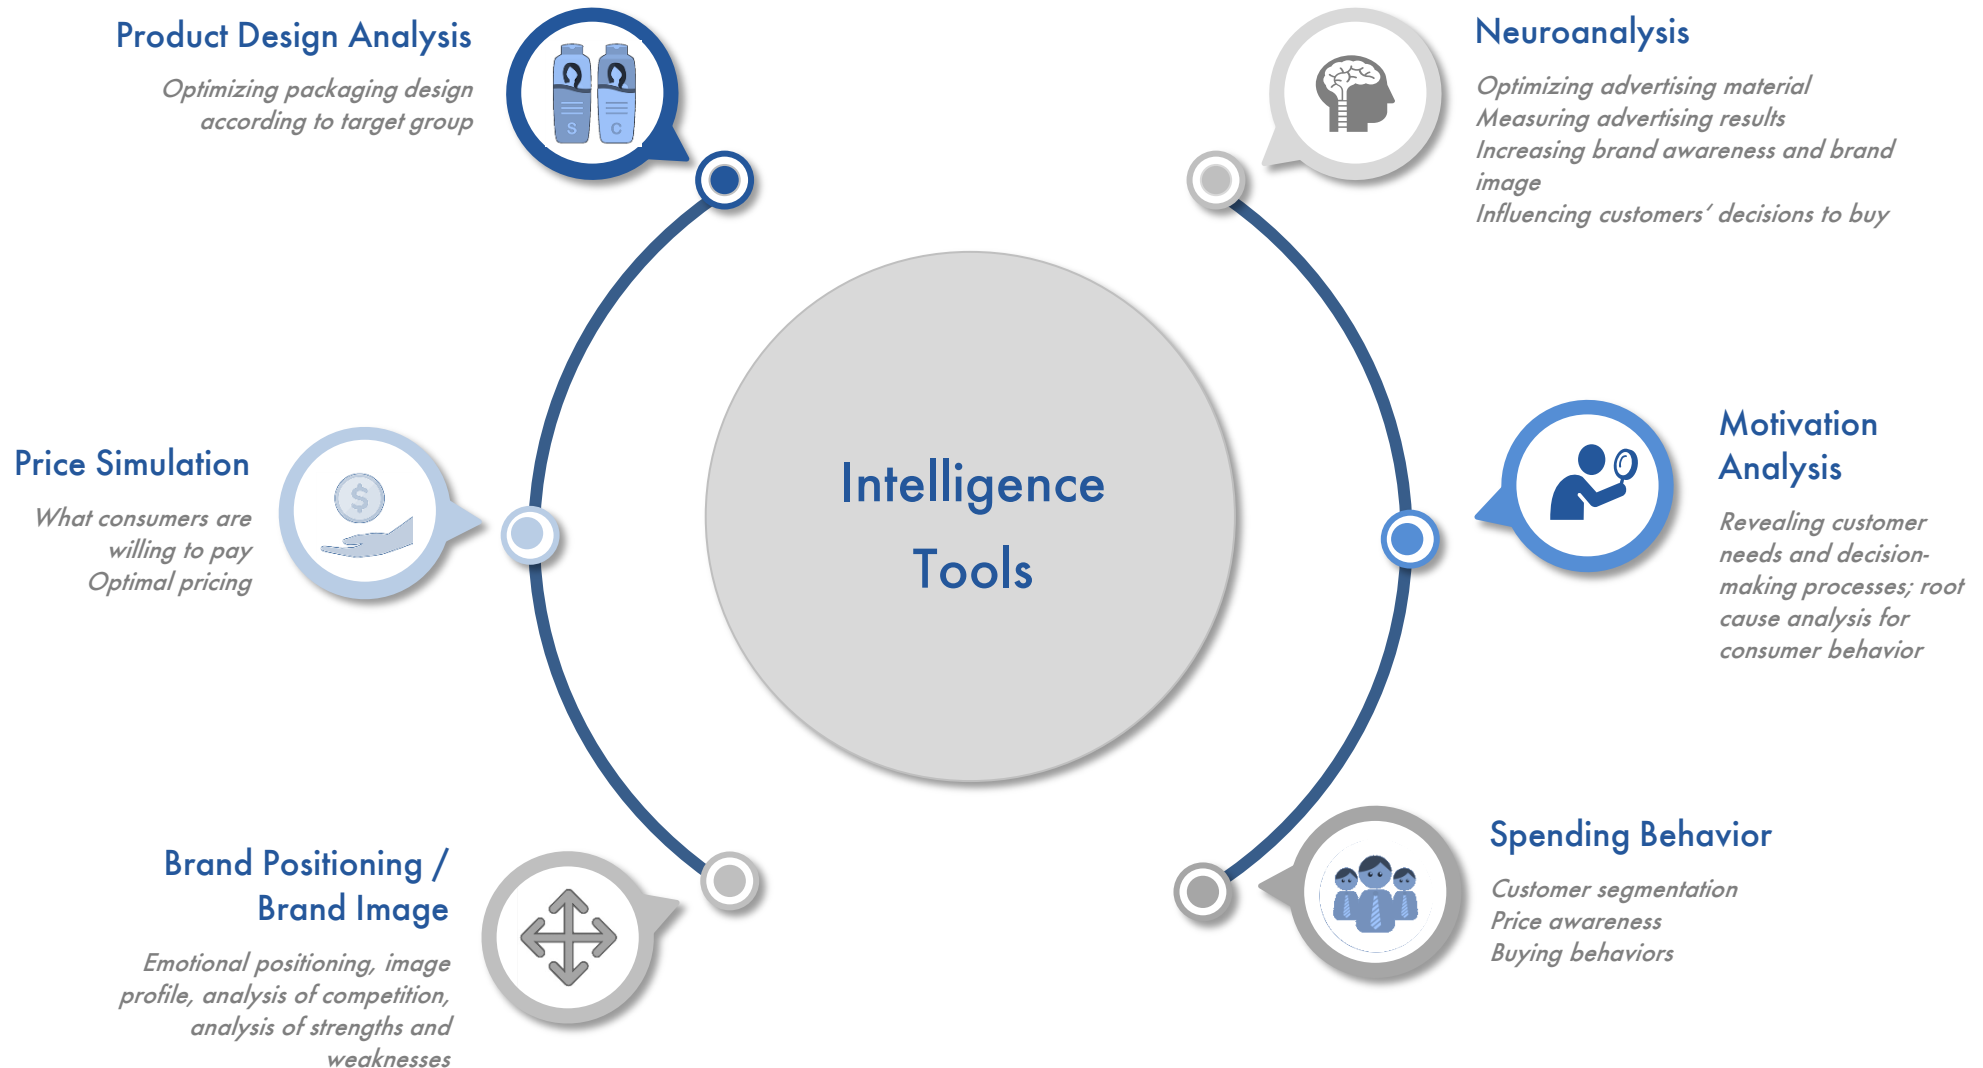 Product Design Analysis
Optimizing packaging design
according to target group
S
C
Neuroanalysis
Optimizing advertising material
Measuring advertising results
Increasing brand awareness and brand
image
Influencing customers’ decisions to buy
Price Simulation
What consumers are
willing to pay
Optimal pricing
$
Intelligence
Tools
Motivation
Analysis
Revealing customer
needs and decision-
making processes; root
cause analysis for
consumer behavior
Brand Positioning /
Brand Image
Emotional positioning, image
profile, analysis of competition,
analysis of strengths and
weaknesses
Spending Behavior
Customer segmentation
Price awareness
Buying behaviors